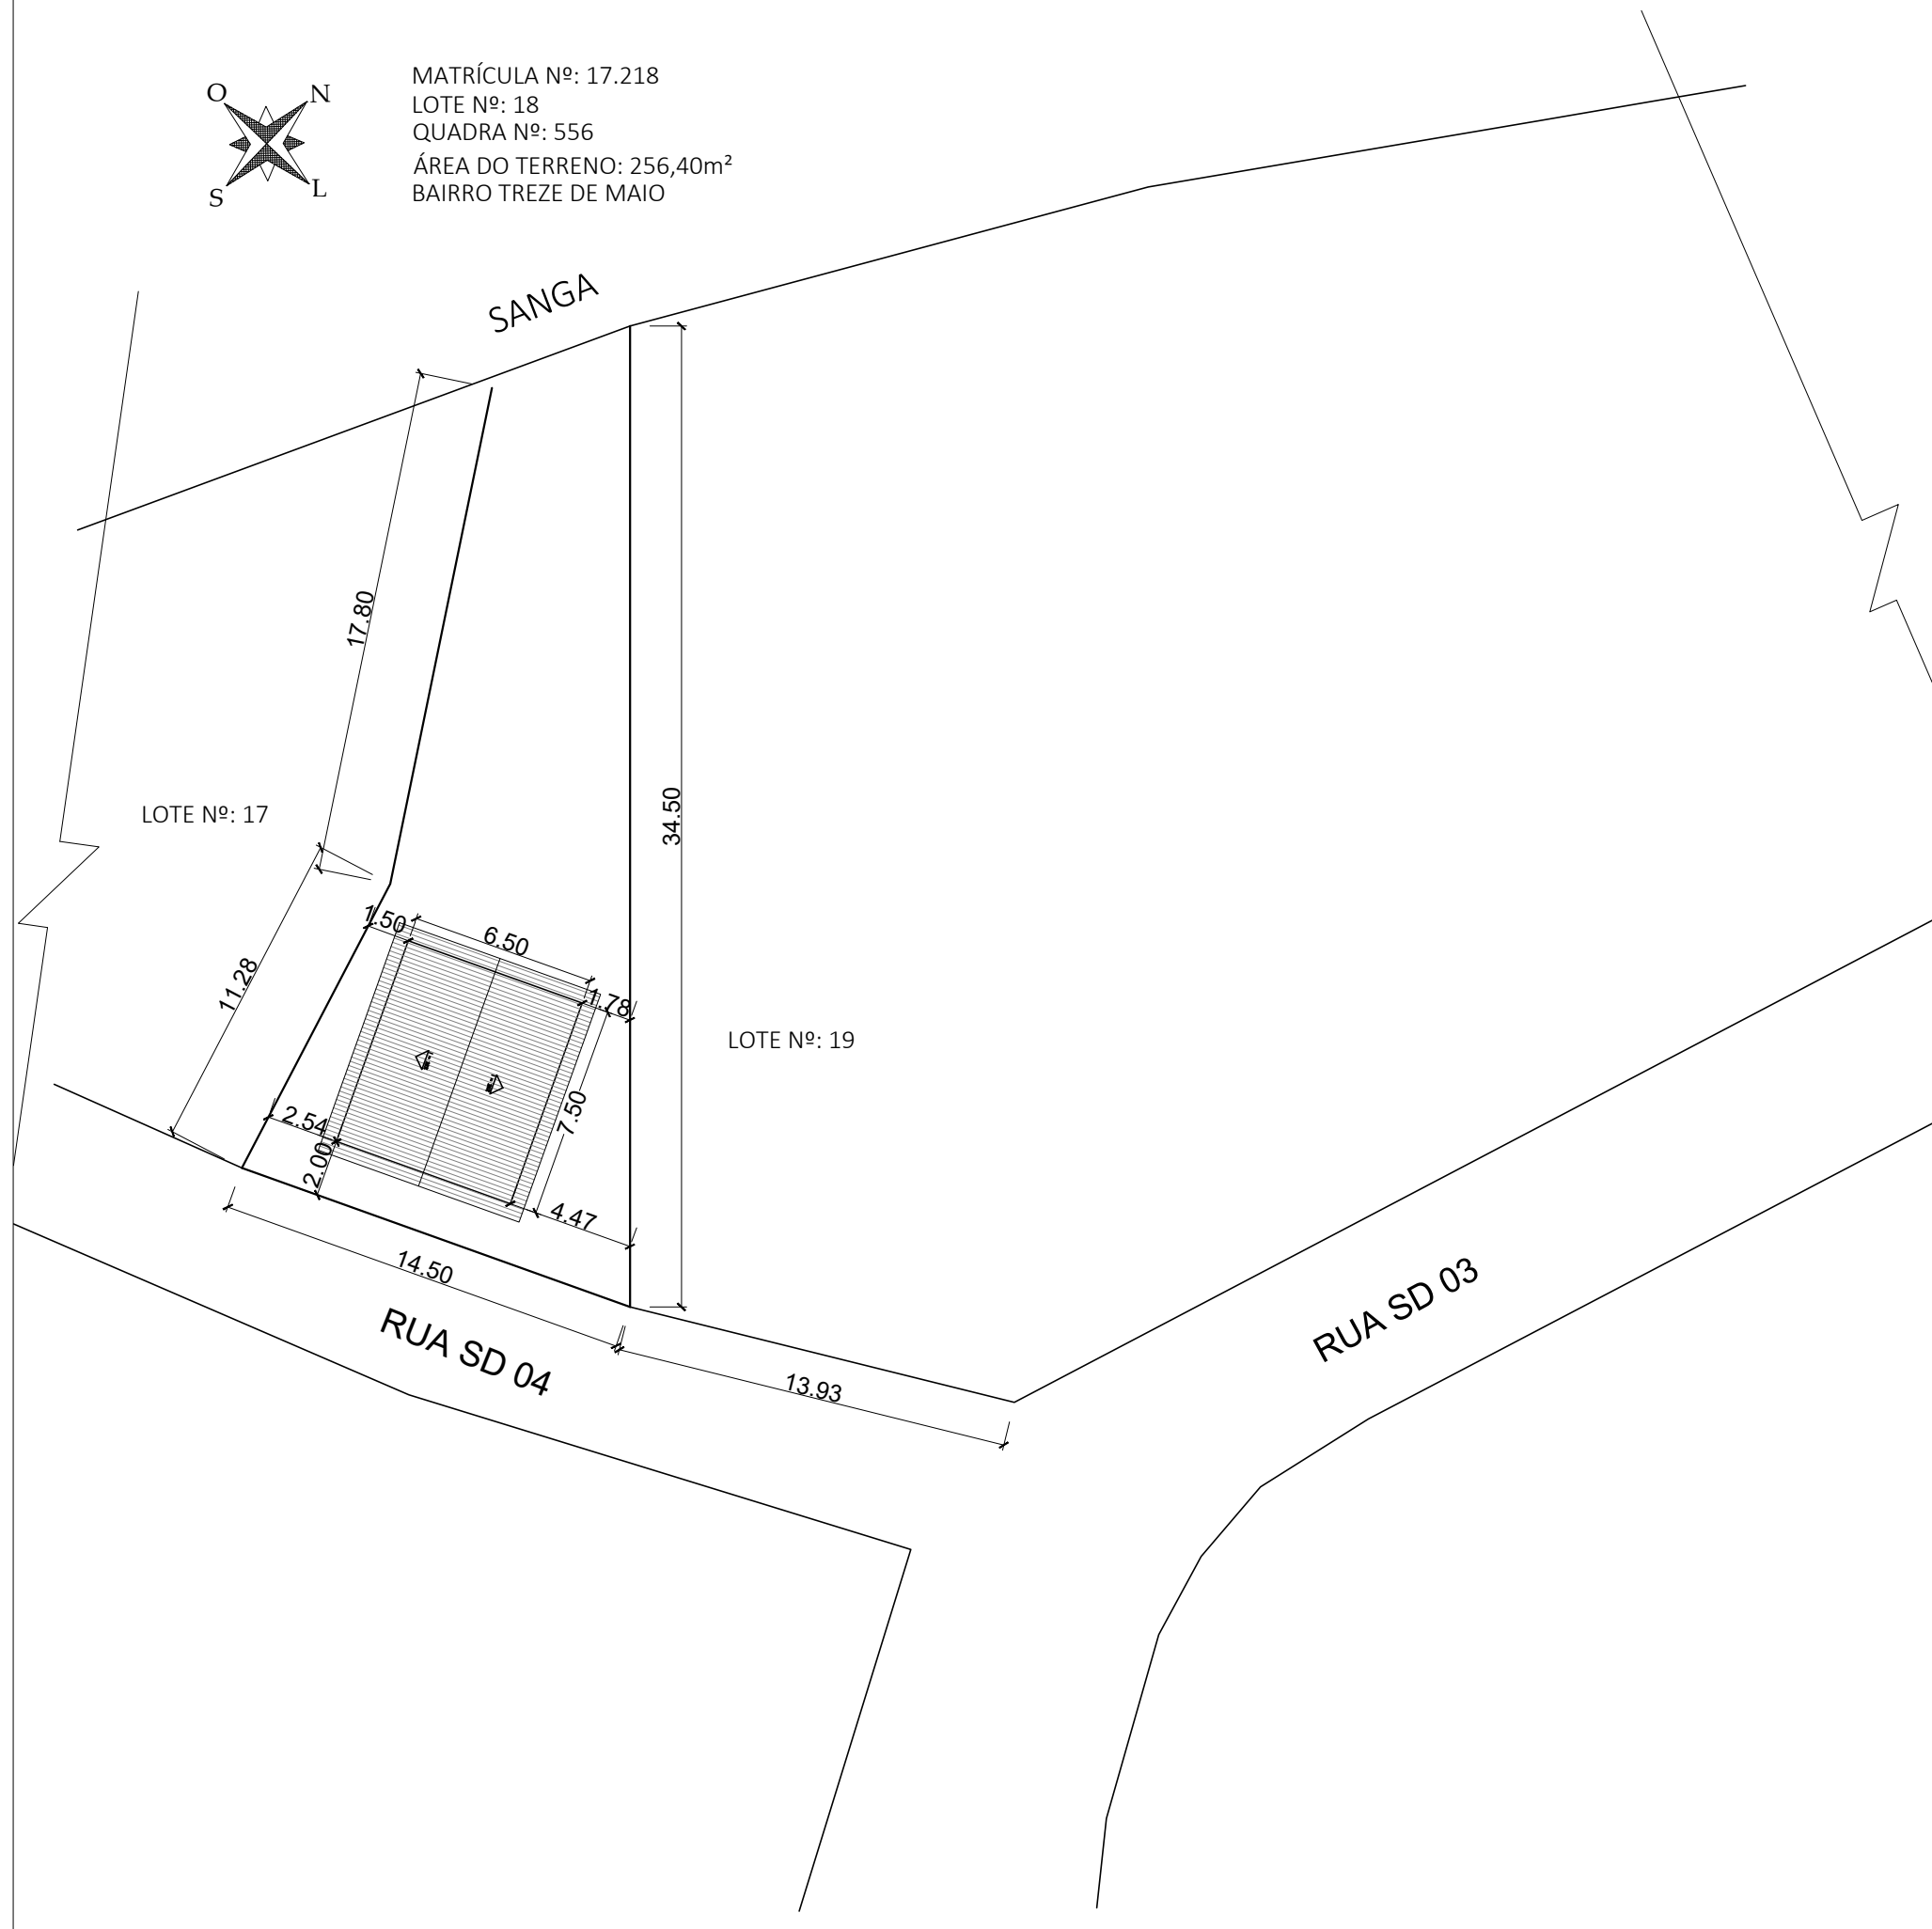 O
N
S
L
MATRÍCULA Nº: 17.218
LOTE Nº: 18
QUADRA Nº: 556
ÁREA DO TERRENO: 256,40m²
BAIRRO TREZE DE MAIO
SANGA
17.80
34.50
LOTE Nº: 17
11.28
1.50
6.50
1.78
LOTE Nº: 19
7.50
2.54
2.00
4.47
14.50
RUA SD 04
13.93
RUA SD 03